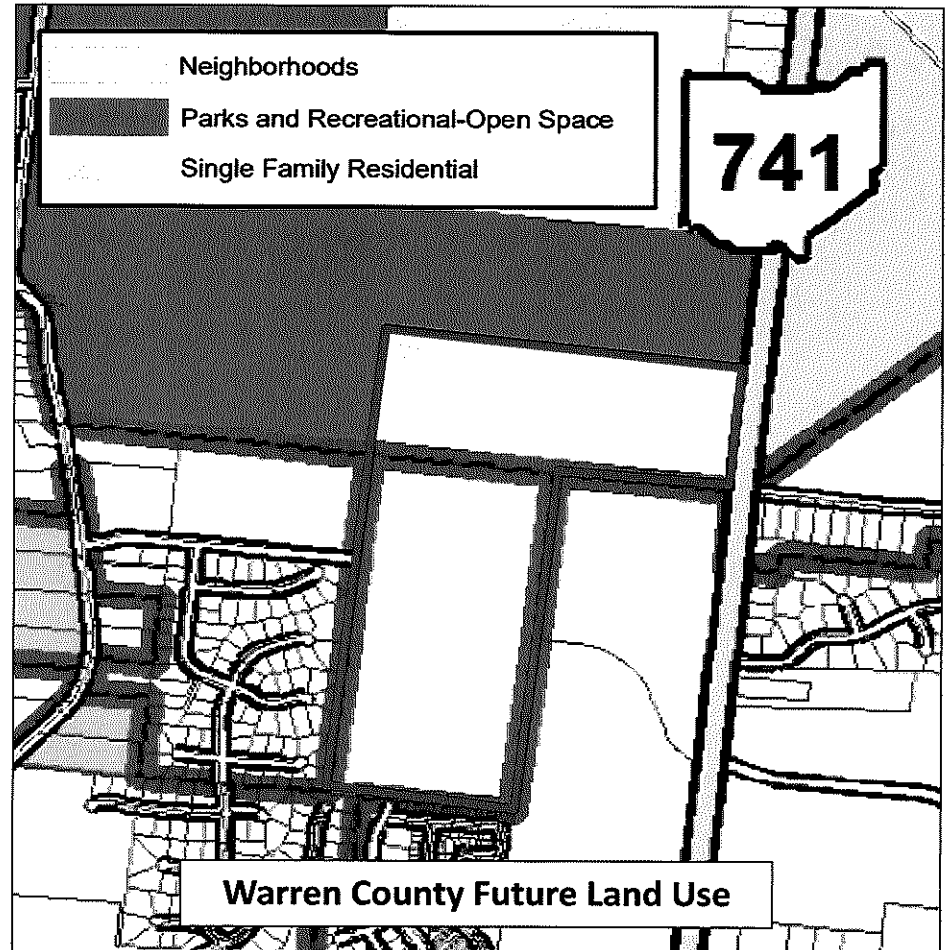 Neighborhoods
Parks and Recreational-Open Space
Single Family Residential
741
Warren County Future Land Use